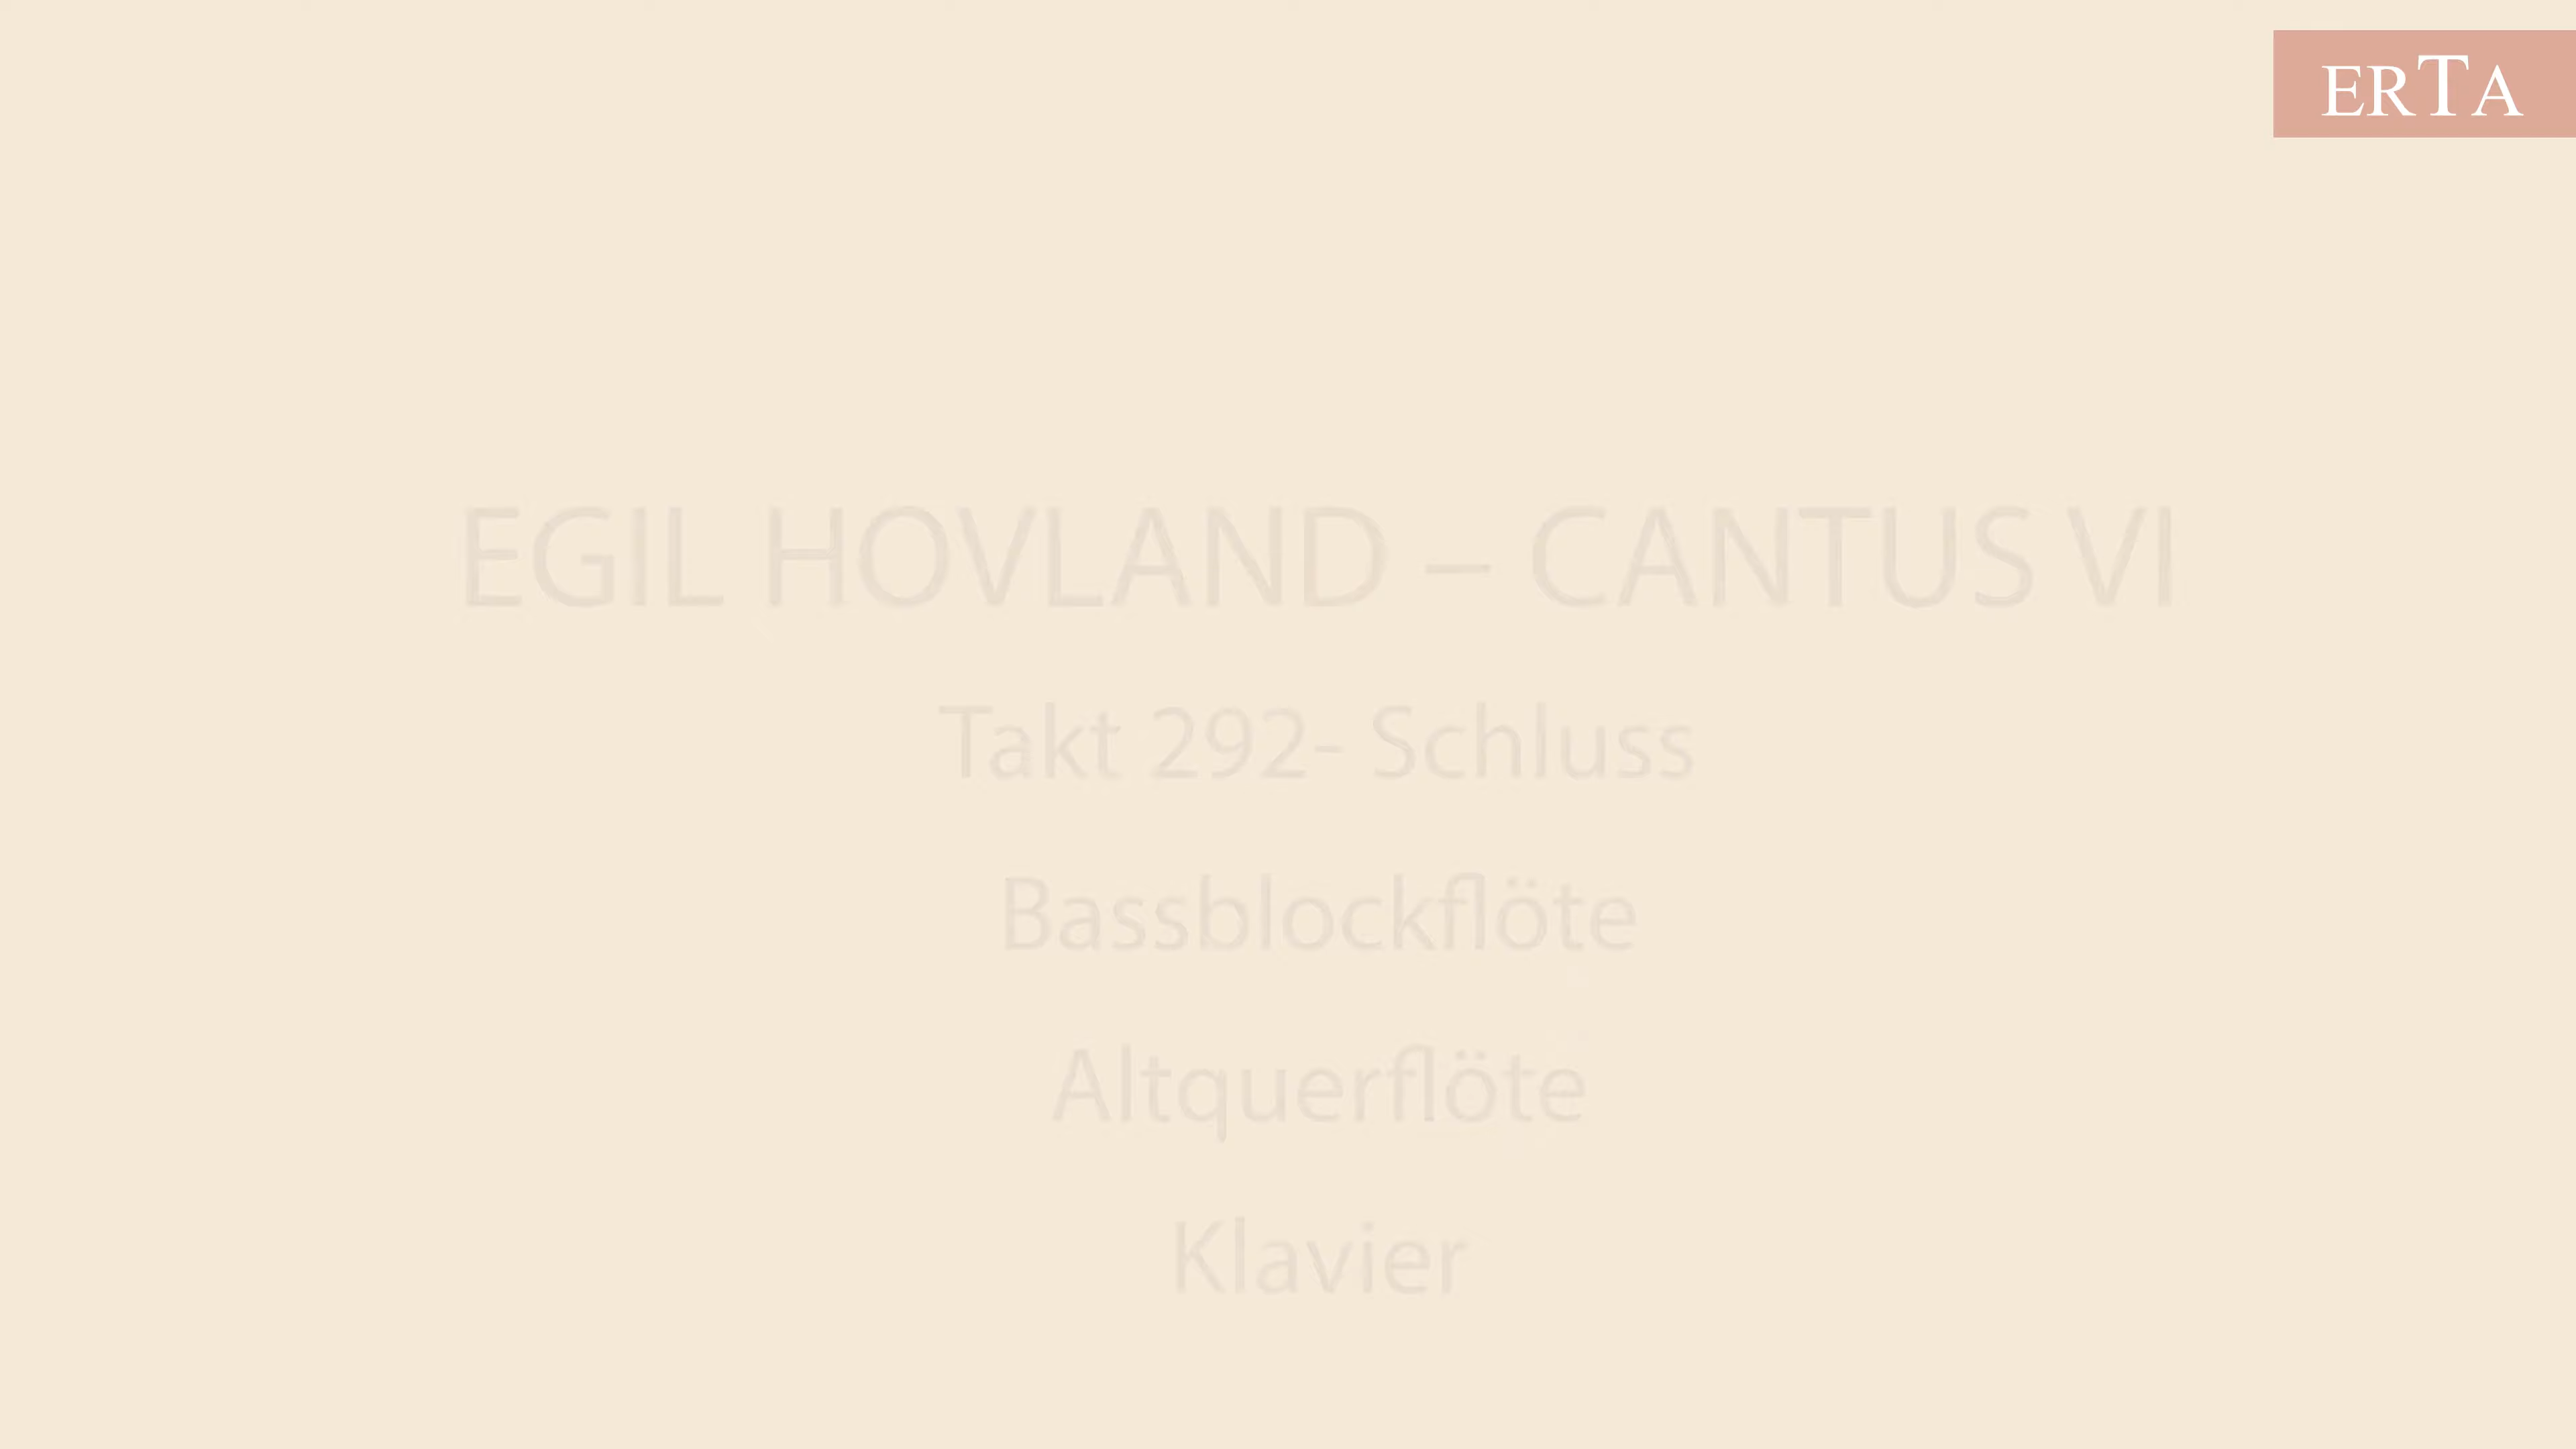 ERTA
EGIL HOVLAND – CANTUS VI
Takt 292- Schluss
Bassblockflöte
Altquerflöte
Klavier